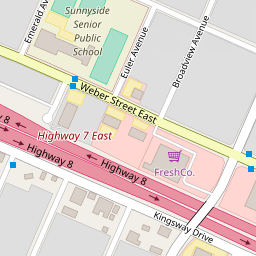 Sunnyside
Senior
Public
School
Emerald A
Euler Avenue
Broadview Avenue
Weber Street East
Highway 7 East
Highway 8
Highway 8
y 8
FreshCo.
Kingsway Drive